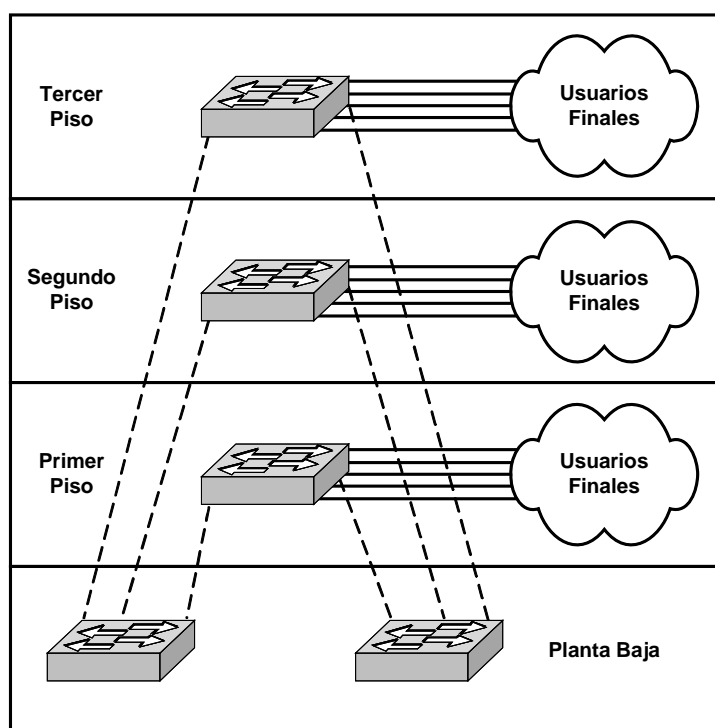 Tercer
Piso
Usuarios
Finales
Segundo
Piso
Usuarios
Finales
Primer
Piso
Usuarios
Finales
Planta Baja